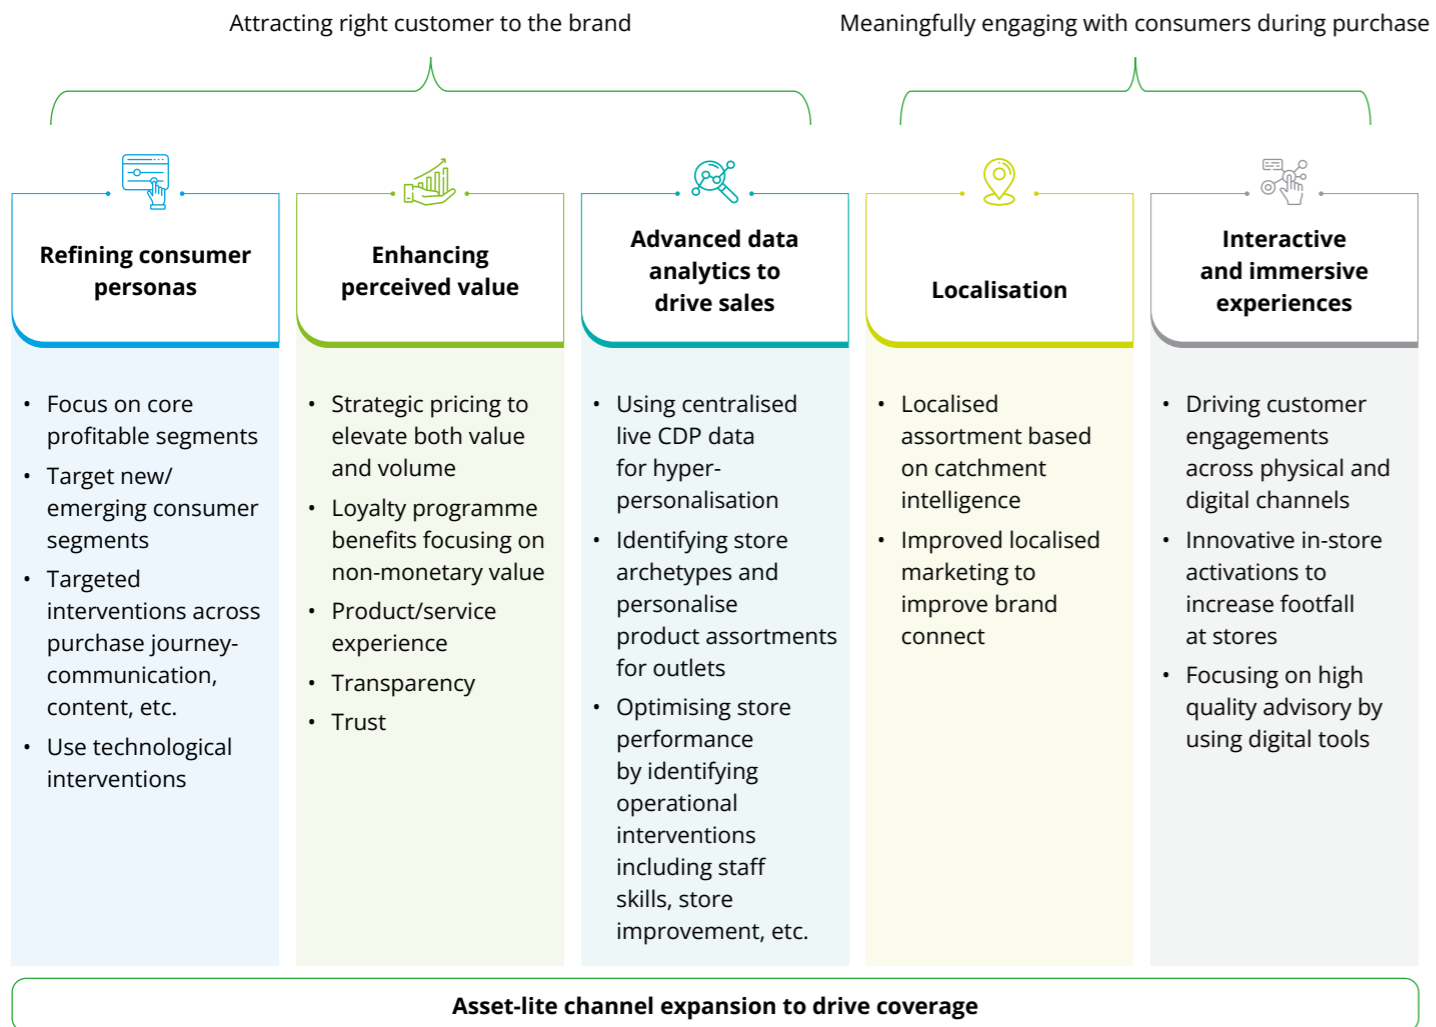 Attracting right customer to the brand
Meaningfully engaging with consumers during purchase
Refining consumer
personas
• Focus on core
profitable segments
• Target new/
emerging consumer
segments
• Targeted
interventions across
purchase journey-
communication,
content, etc.
• Use technological
interventions
Enhancing
perceived value
• Strategic pricing to
elevate both value
and volume
• Loyalty programme
benefits focusing on
non-monetary value
• Product/service
experience
• Transparency
• Trust
Advanced data
analytics to
drive sales
• Using centralised
live CDP data
for hyper-
personalisation
• Identifying store
archetypes and
personalise
product assortments
for outlets
• Optimising store
performance
by identifying
operational
interventions
including staff
skills, store
improvement, etc.
Localisation
• Localised
assortment based
on catchment
intelligence
• Improved localised
marketing to
improve brand
connect
Interactive
and immersive
experiences
• Driving customer
engagements
across physical and
digital channels
• Innovative in-store
activations to
increase footfall
at stores
• Focusing on high
quality advisory by
using digital tools
Asset-lite channel expansion to drive coverage